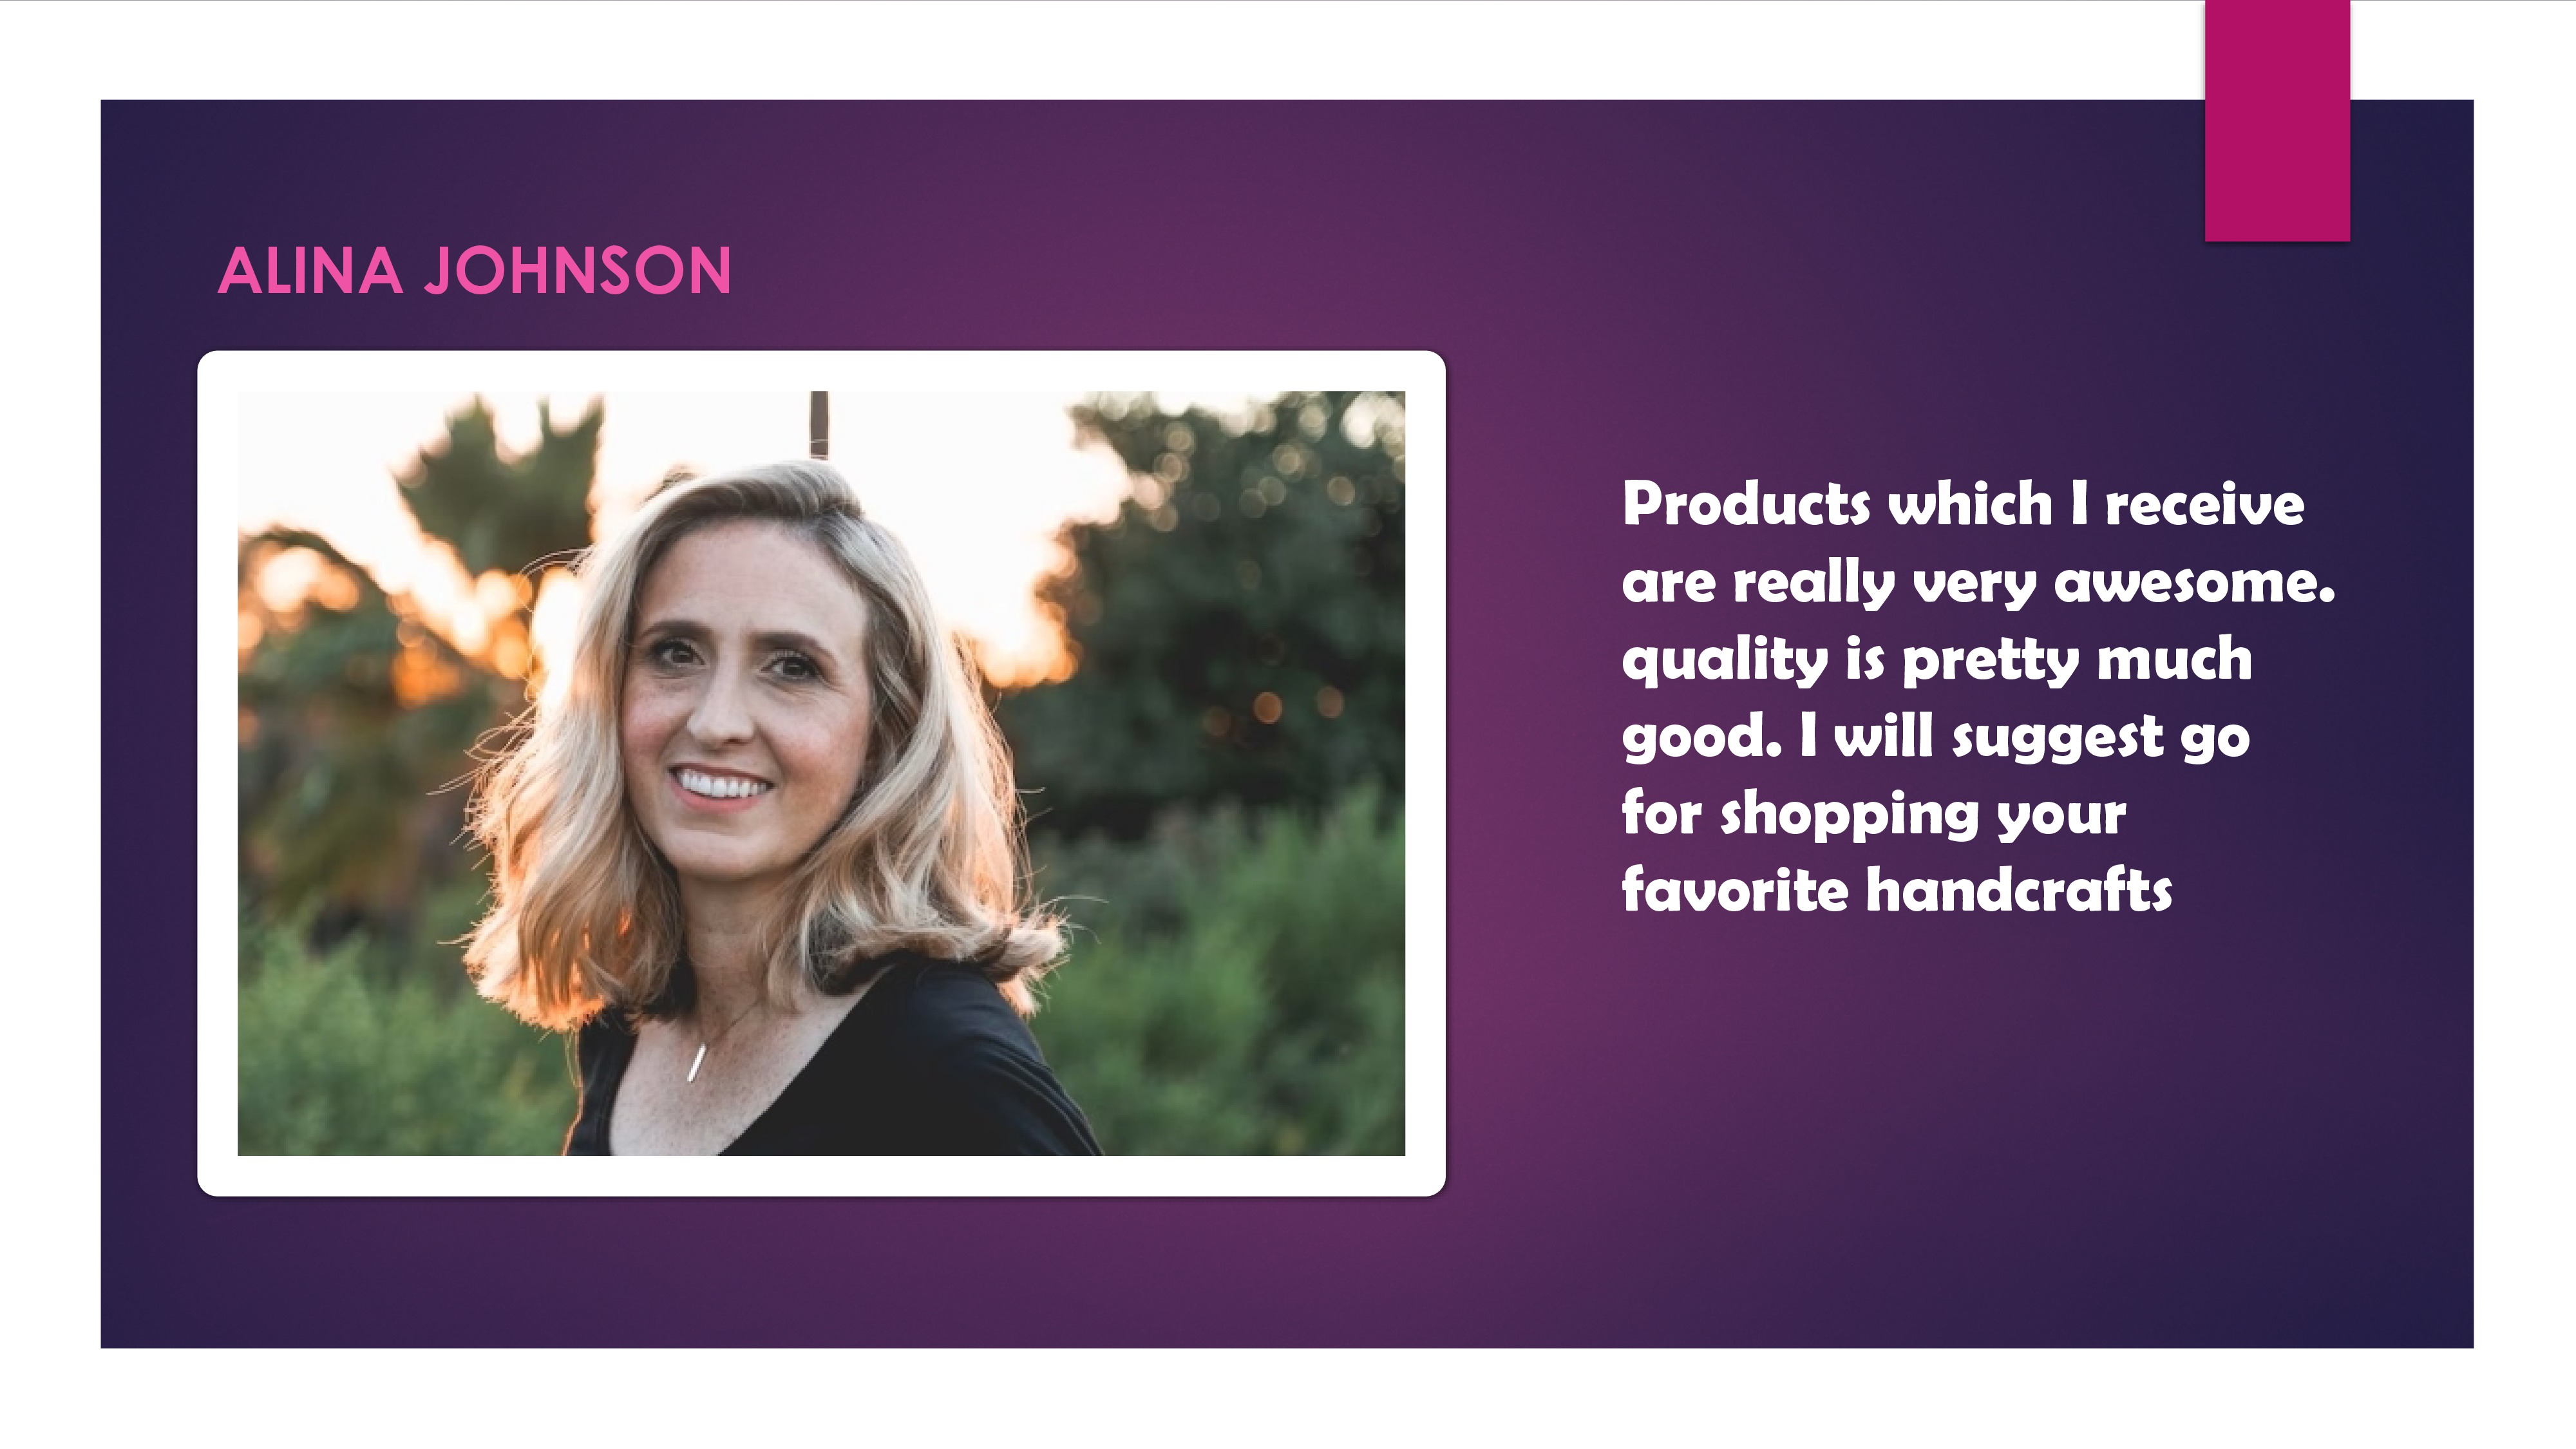 ALINA JOHNSON
Products which I receive
are really very awesome.
quality is pretty much
good. I will suggest go
for shopping your
favorite handcrafts